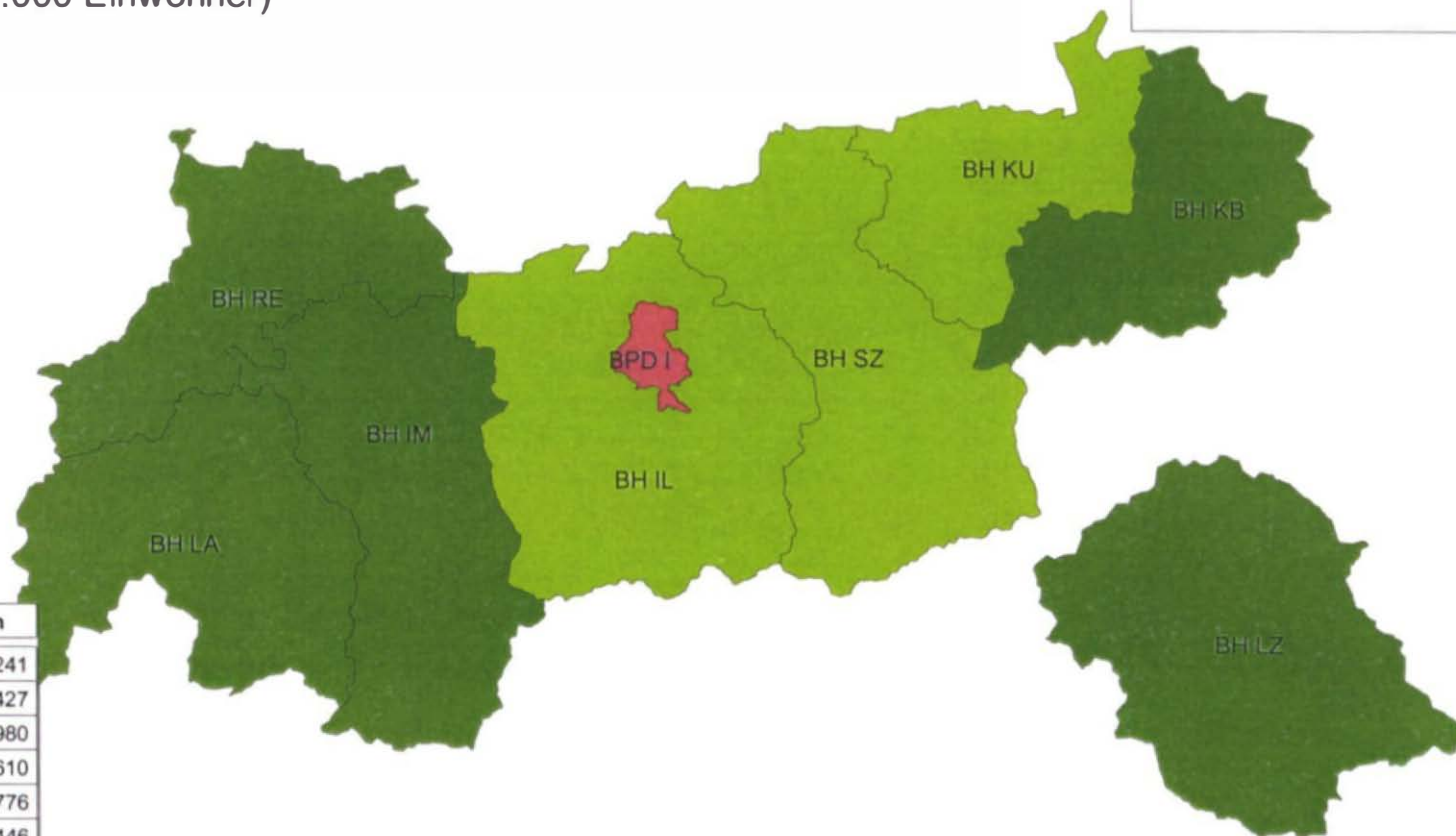 .000 Einwohner)
BH KU
BH KB
BH RE
BPD I
BH SZ
BH IM
BH IL
BH LA
BH LZ
241
427
980
610
776